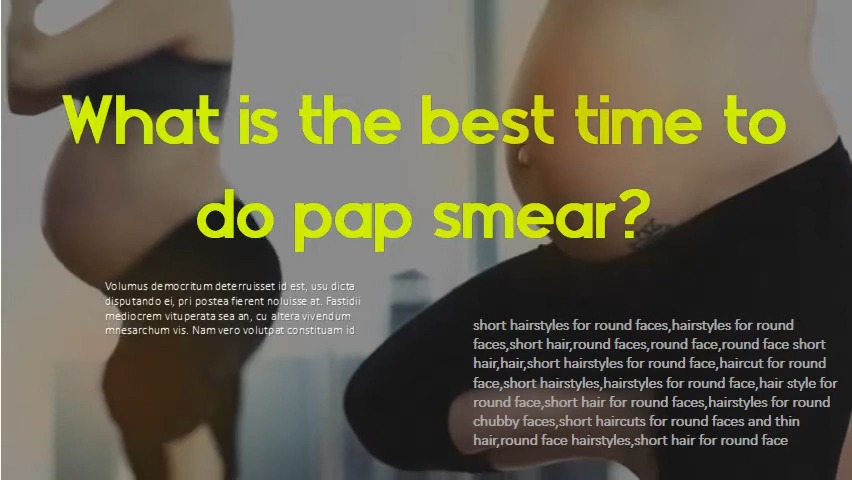 What is the best time to
do pap smear?
Volumus democritum deterruisset id est, usu dicta
disputando ei, pri postea fierent noluisse at. Fastidii
mediocrem vituperata sea an, cu altera vivendum
mnesarchum vis. Nam vero volutpat constituam id
short hairstyles for round faces,hairstyles for round
faces,short hair,round faces,round face,round face short
hair,hair,short hairstyles for round face,haircut for round
face,short hairstyles,hairstyles for round face,hair style for
round face,short hair for round faces,hairstyles for round
chubby faces,short haircuts for round faces and thin
hair,round face hairstyles,short hair for round face